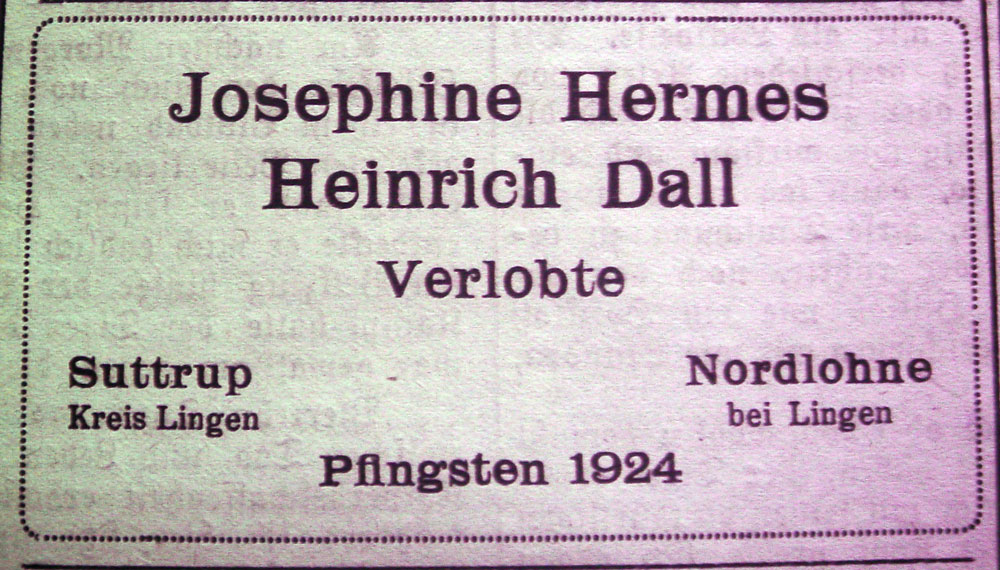 Josephine Hermes
Heinrich Dall
Verlobte
Suttrup
Kreis Lingen
Nordlohne
bei Lingen
Pfingsten 1924